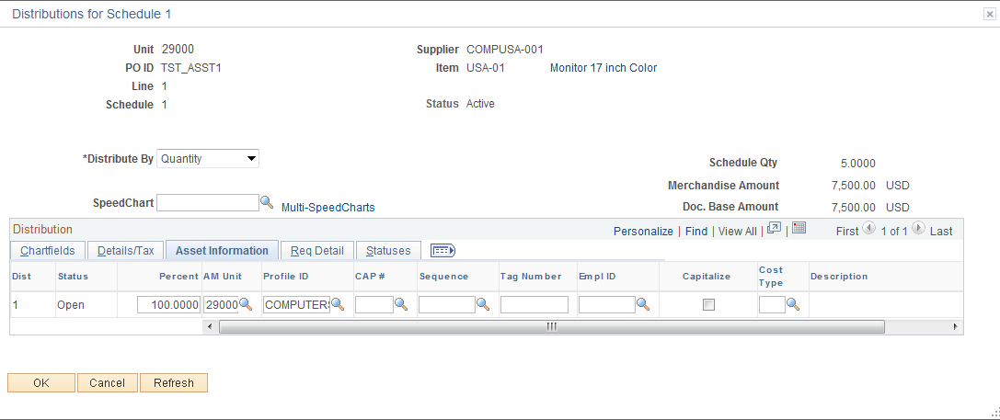 Distributions for Schedule 1
Unit 29000 Supplier COMPUSA-001
PO ID TST_ASST1 Item USA-01 Monitor 17 inch Color
Line 1
Schedule 1 Status Active
*Distribute By Quantity Schedule Qty 5.0000
Merchandise Amount 7,500.00 USD
SpeedChart Multi-SpeedCharts Doc. Base Amount 7,500.00 USD
Distribution Personalize | Find | View All | | First 1 of 1 Last
Chartfields Details/Tax Asset Information Req Detail Statuses
Dist Status Percent AM Unit Profile ID CAP # Sequence Tag Number Empl ID Capitalize Cost Type Description
1 Open 100.0000 29000 COMPUTERS
OK Cancel Refresh